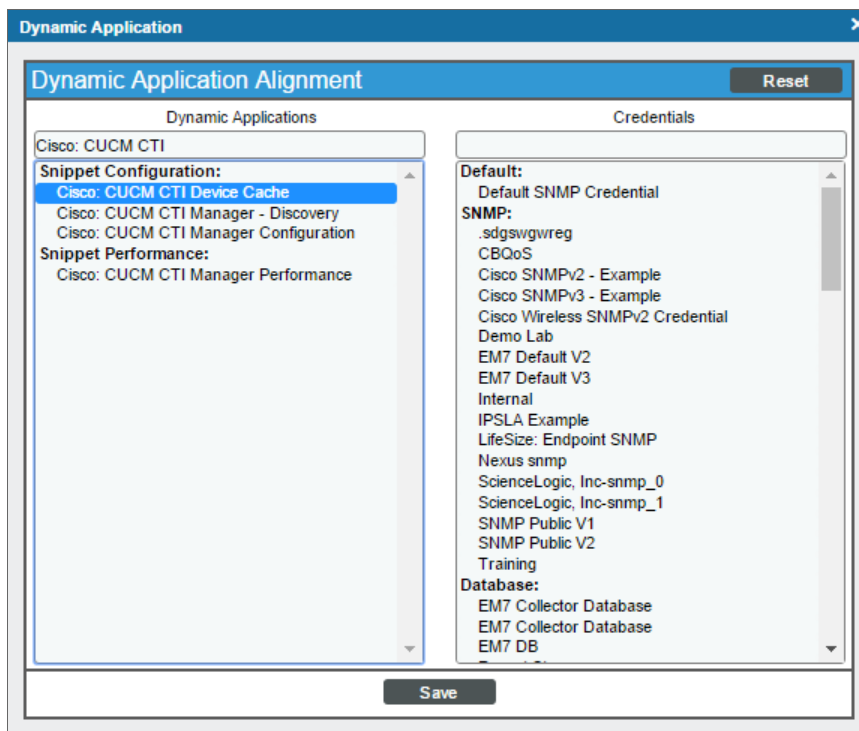 Dynamic Application
Dynamic Application Alignment
Reset
Dynamic Applications
Cisco: CUCM CTI
Snippet Configuration:
Cisco: CUCM CTI Device Cache
Cisco: CUCM CTI Manager - Discovery
Cisco: CUCM CTI Manager Configuration
Snippet Performance:
Cisco: CUCM CTI Manager Performance
Credentials
Default:
Default SNMP Credential
SNMP:
.sdgswgwreg
CBQoS
Cisco SNMPv2 - Example
Cisco SNMPv3 - Example
Cisco Wireless SNMPv2 Credential
Demo Lab
EM7 Default V2
EM7 Default V3
Internal
IPSLA Example
LifeSize: Endpoint SNMP
Nexus snmp
ScienceLogic, Inc-snmp_0
ScienceLogic, Inc-snmp_1
SNMP Public V1
SNMP Public V2
Training
Database:
EM7 Collector Database
EM7 Collector Database
EM7 DB
Save